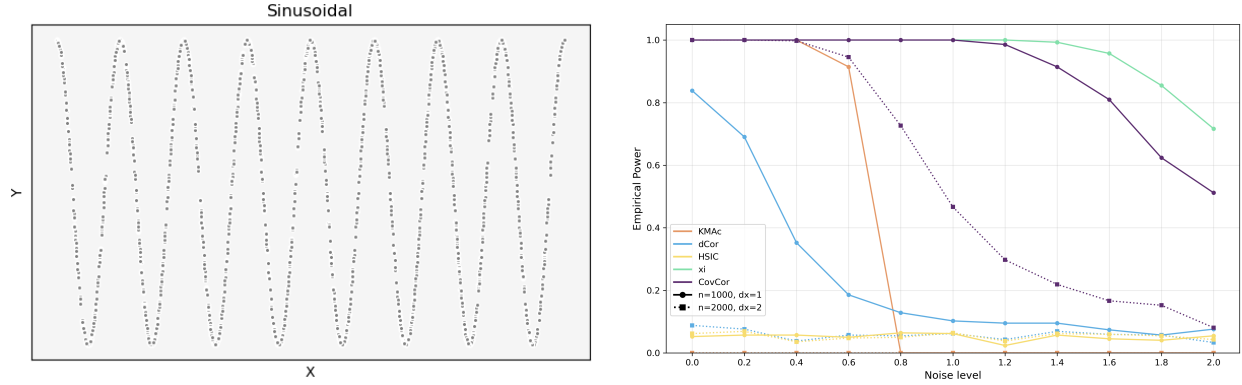 Sinusoidal
Y
X
Empirical Power
1.0
0.8
0.6
0.4
0.2
0.0
KMAc
dCor
HSIC
xi
CovCor
n=1000, dx=1
n=2000, dx=2
0.0 0.2 0.4 0.6 0.8 1.0 1.2 1.4 1.6 1.8 2.0
Noise level